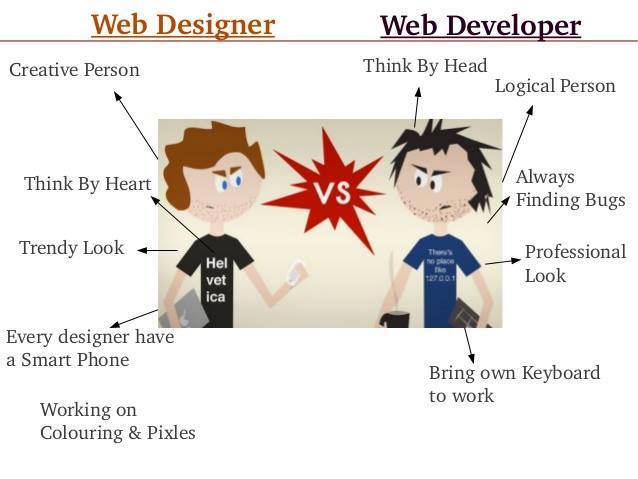 Web Designer
Web Developer
Creative Person
Think By Heart
Trendy Look
Every designer have
a Smart Phone
Working on
Colouring & Pixles
Hel
vet
ica
VS
There's
no place
like
127.0.0.1
Think By Head
Logical Person
Always
Finding Bugs
Professional
Look
Bring own Keyboard
to work